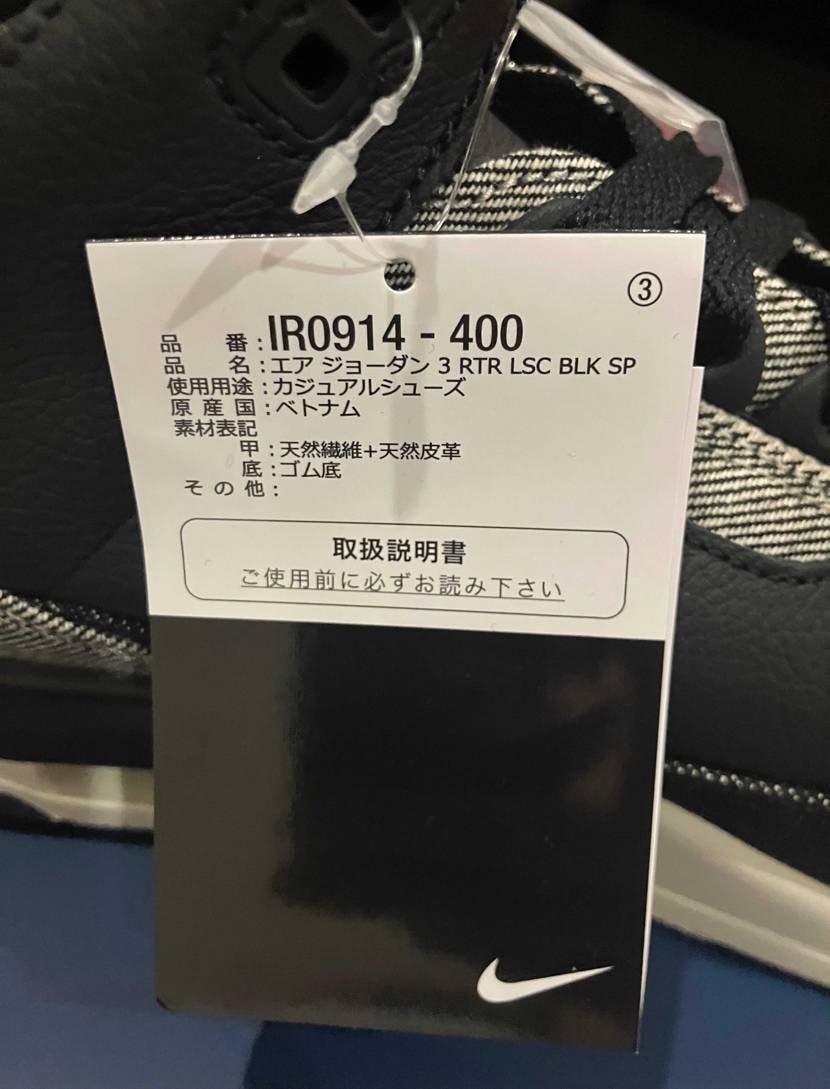 ③
品 番:IR0914 - 400
品 名:エア ジョーダン 3 RTR LSC BLK SP
使用用途:カジュアルシューズ
原 産 国:ベトナム
素材表記
甲:天然繊維+天然皮革
底:ゴム底
そ の 他:
取扱説明書
ご使用前に必ずお読み下さい